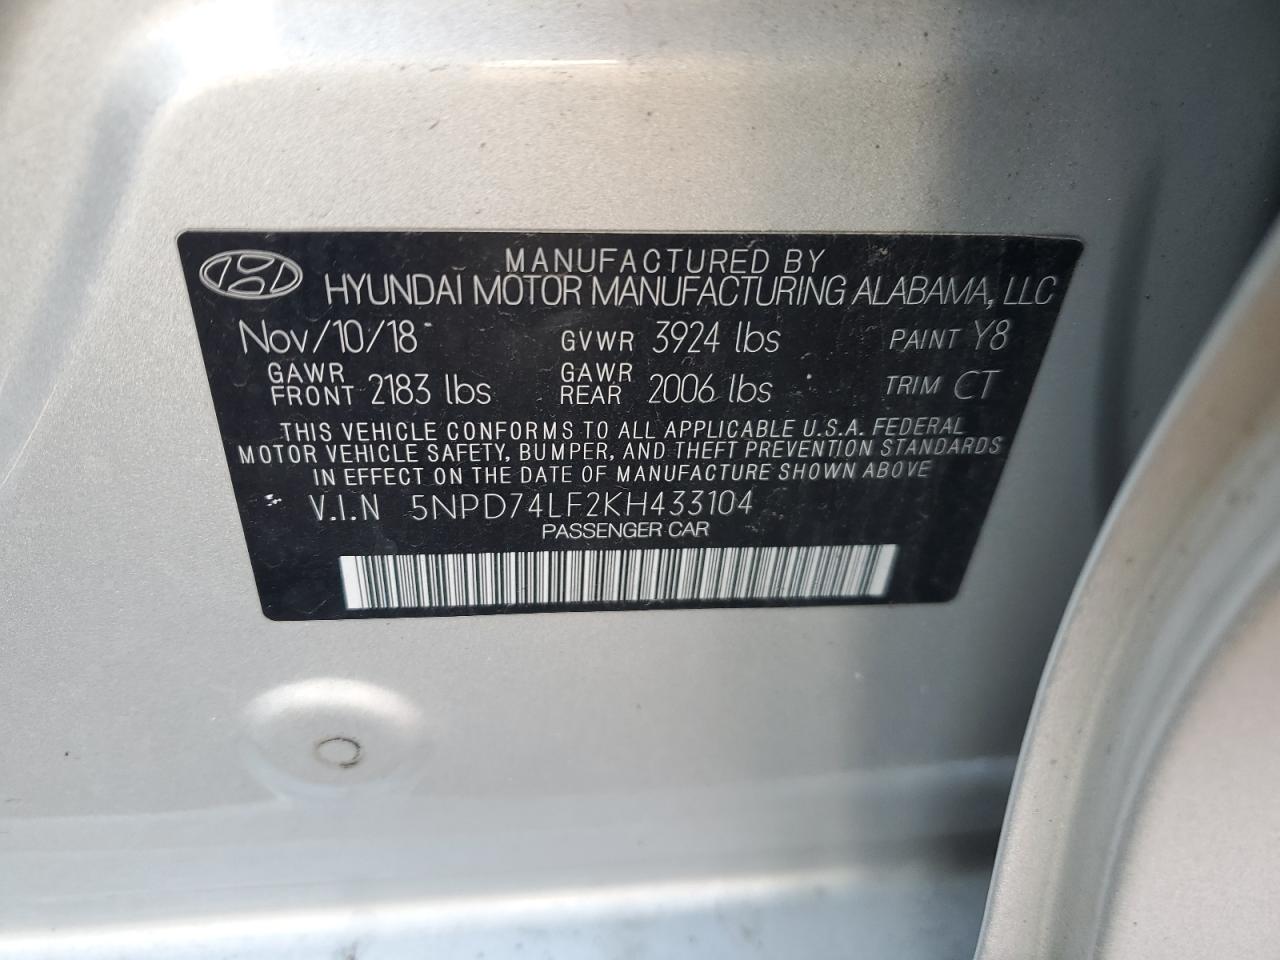 MANUFACTURED BY
HYUNDAI MOTOR MANUFACTURING ALABAMA, LLC
Nov/10/18 GVWR 3924 lbs PAINT Y8
GAWR FRONT 2183 lbs GAWR REAR 2006 lbs TRIM CT
THIS VEHICLE CONFORMS TO ALL APPLICABLE U.S.A. FEDERAL
MOTOR VEHICLE SAFETY, BUMPER, AND THEFT PREVENTION STANDARDS
IN EFFECT ON THE DATE OF MANUFACTURE SHOWN ABOVE
V.I.N 5NPD74LF2KH433104
PASSENGER CAR